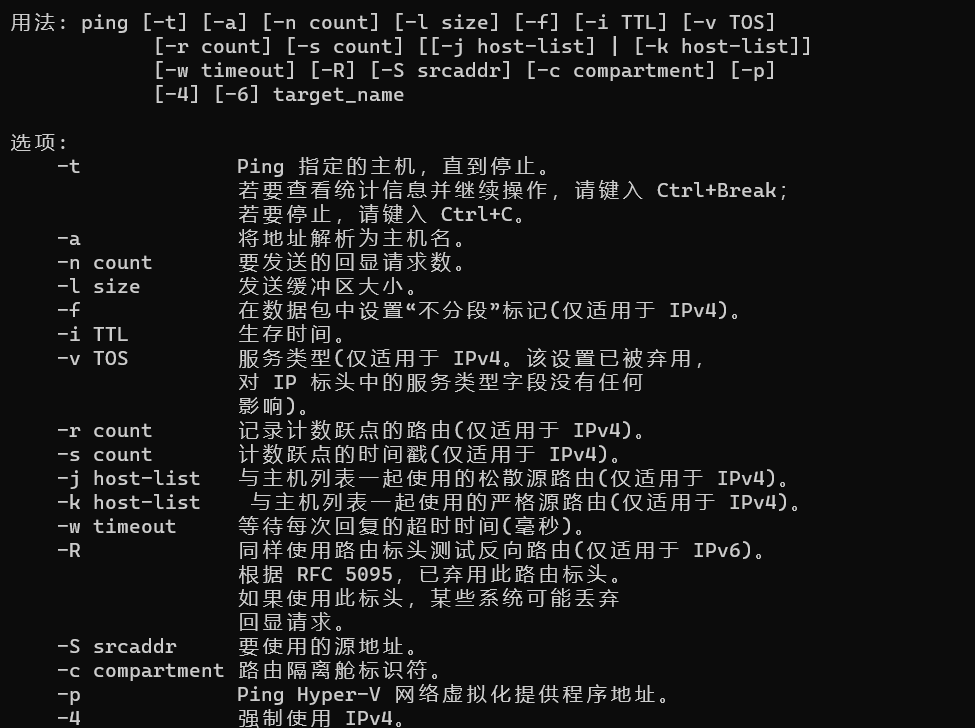 用法: ping [-t] [-a] [-n count] [-l size] [-f] [-i TTL] [-v TOS]
            [-r count] [-s count] [[-j host-list] | [-k host-list]]
            [-w timeout] [-R] [-S srcaddr] [-c compartment] [-p]
            [-4] [-6] target_name

选项:
    -t             Ping 指定的主机，直到停止。
                   若要查看统计信息并继续操作，请键入 Ctrl+Break;
                   若要停止，请键入 Ctrl+C。
    -a             将地址解析为主机名。
    -n count       要发送的回显请求数。
    -l size        发送缓冲区大小。
    -f             在数据包中设置“不分段”标记(仅适用于 IPv4)。
    -i TTL         生存时间。
    -v TOS         服务类型(仅适用于 IPv4。该设置已被弃用，
                   对 IP 标头中的服务类型字段没有任何
                   影响)。
    -r count       记录计数跃点的路由(仅适用于 IPv4)。
    -s count       计数跃点的时间戳(仅适用于 IPv4)。
    -j host-list   与主机列表一起使用的松散源路由(仅适用于 IPv4)。
    -k host-list    与主机列表一起使用的严格源路由(仅适用于 IPv4)。
    -w timeout     等待每次回复的超时时间(毫秒)。
    -R             同样使用路由标头测试反向路由(仅适用于 IPv6)。
                   根据 RFC 5095，已弃用此路由标头。
                   如果使用此标头，某些系统可能丢弃
                   回显请求。
    -S srcaddr     要使用的源地址。
    -c compartment 路由隔离舱标识符。
    -p             Ping Hyper-V 网络虚拟化提供程序地址。
    -4             强制使用 IPv4。